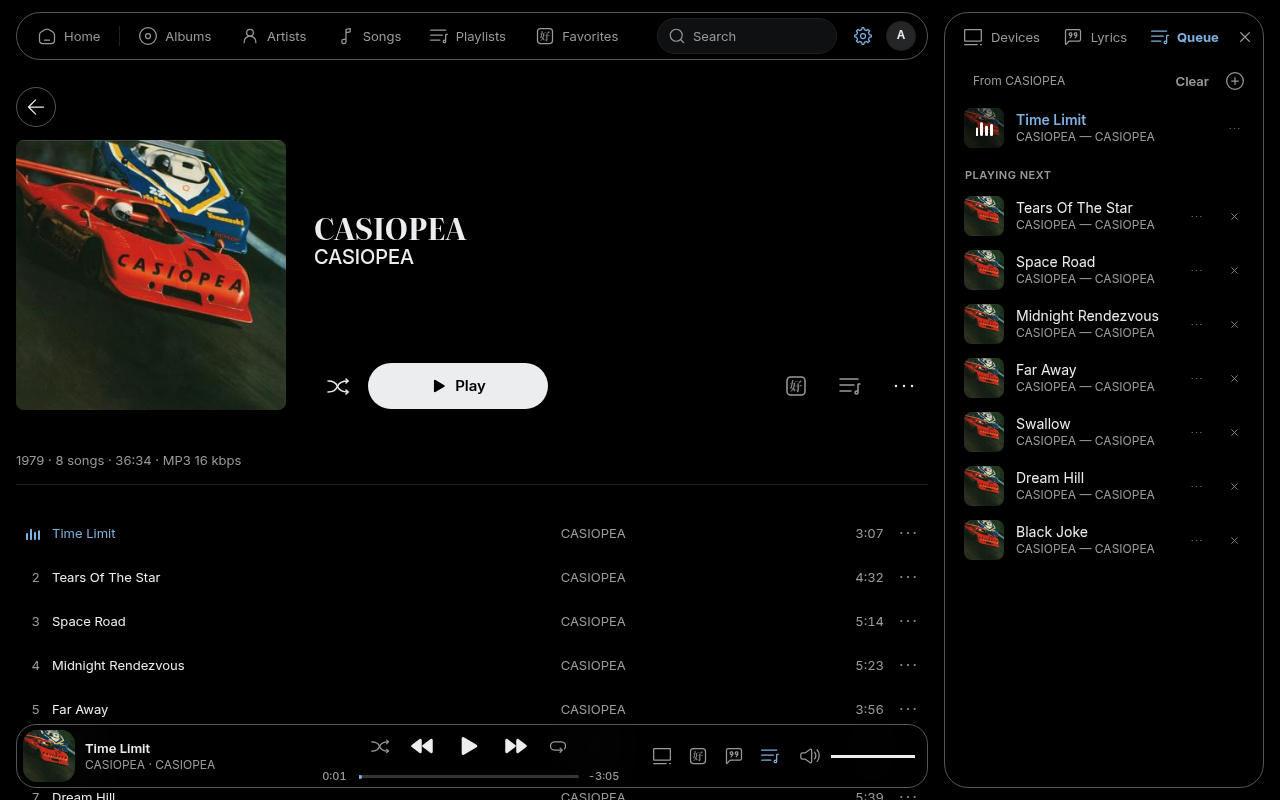 Home
Albums
Artists
Songs
Playlists
好
Favorites
Search
A
CASIOPEA
CASIOPEA
CASIOPEA
Play
好
1979 · 8 songs · 36:34 · MP3 16 kbps
Time Limit CASIOPEA 3:07
2 Tears Of The Star CASIOPEA 4:32
3 Space Road CASIOPEA 5:14
4 Midnight Rendezvous CASIOPEA 5:23
5 Far Away CASIOPEA 3:56
Time Limit
CASIOPEA · CASIOPEA
0:01
-3:05
好
7 Dream Hill CASIOPEA 5:39
Devices
Lyrics
Queue
From CASIOPEA
Clear
Time Limit
CASIOPEA — CASIOPEA
PLAYING NEXT
Tears Of The Star
CASIOPEA — CASIOPEA
Space Road
CASIOPEA — CASIOPEA
Midnight Rendezvous
CASIOPEA — CASIOPEA
Far Away
CASIOPEA — CASIOPEA
Swallow
CASIOPEA — CASIOPEA
Dream Hill
CASIOPEA — CASIOPEA
Black Joke
CASIOPEA — CASIOPEA